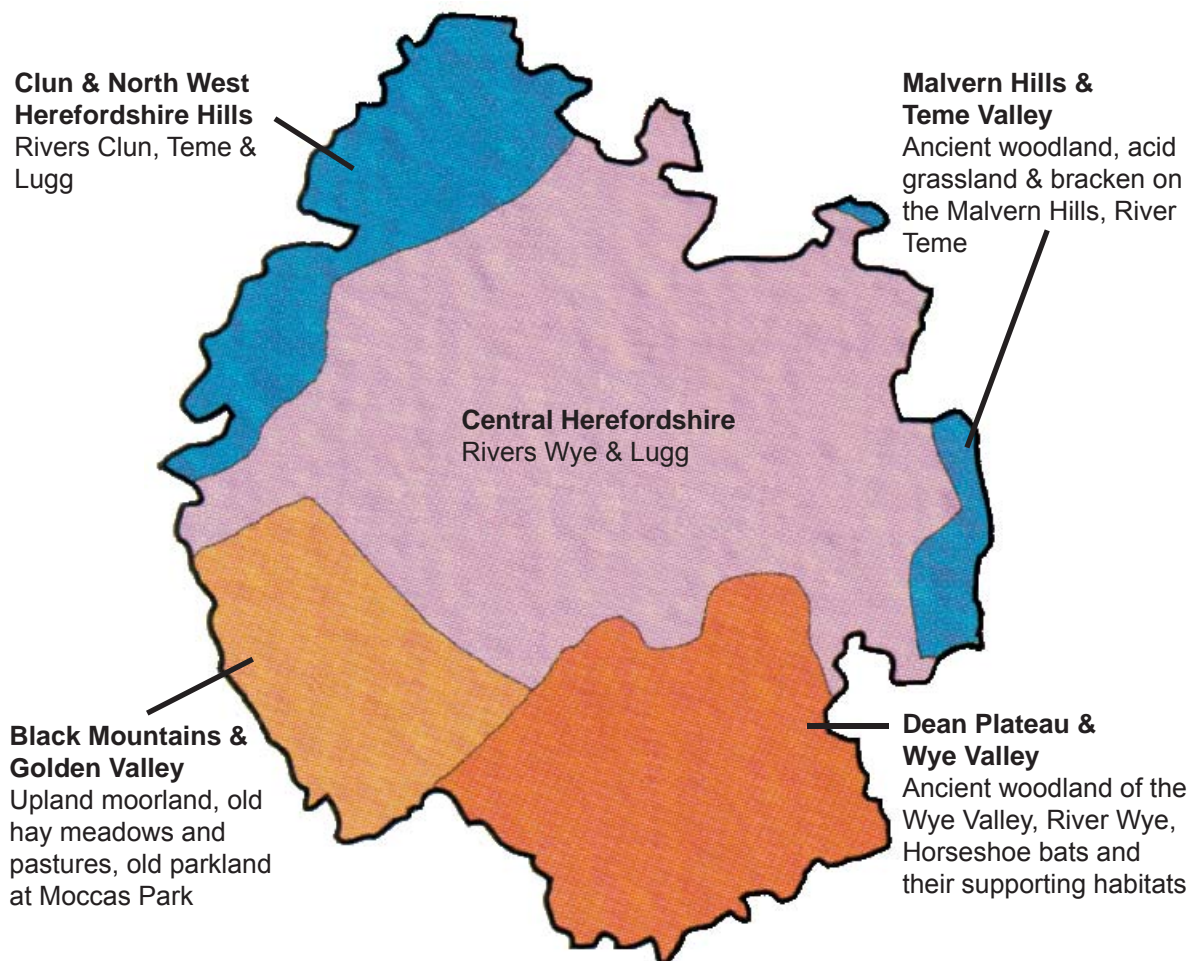 Clun & North West
Herefordshire Hills
Rivers Clun, Teme &
Lugg
Malvern Hills &
Teme Valley
Ancient woodland, acid
grassland & bracken on
the Malvern Hills, River
Teme
Central Herefordshire
Rivers Wye & Lugg
Black Mountains &
Golden Valley
Upland moorland, old
hay meadows and
pastures, old parkland
at Moccas Park
Dean Plateau &
Wye Valley
Ancient woodland of the
Wye Valley, River Wye,
Horseshoe bats and
their supporting habitats